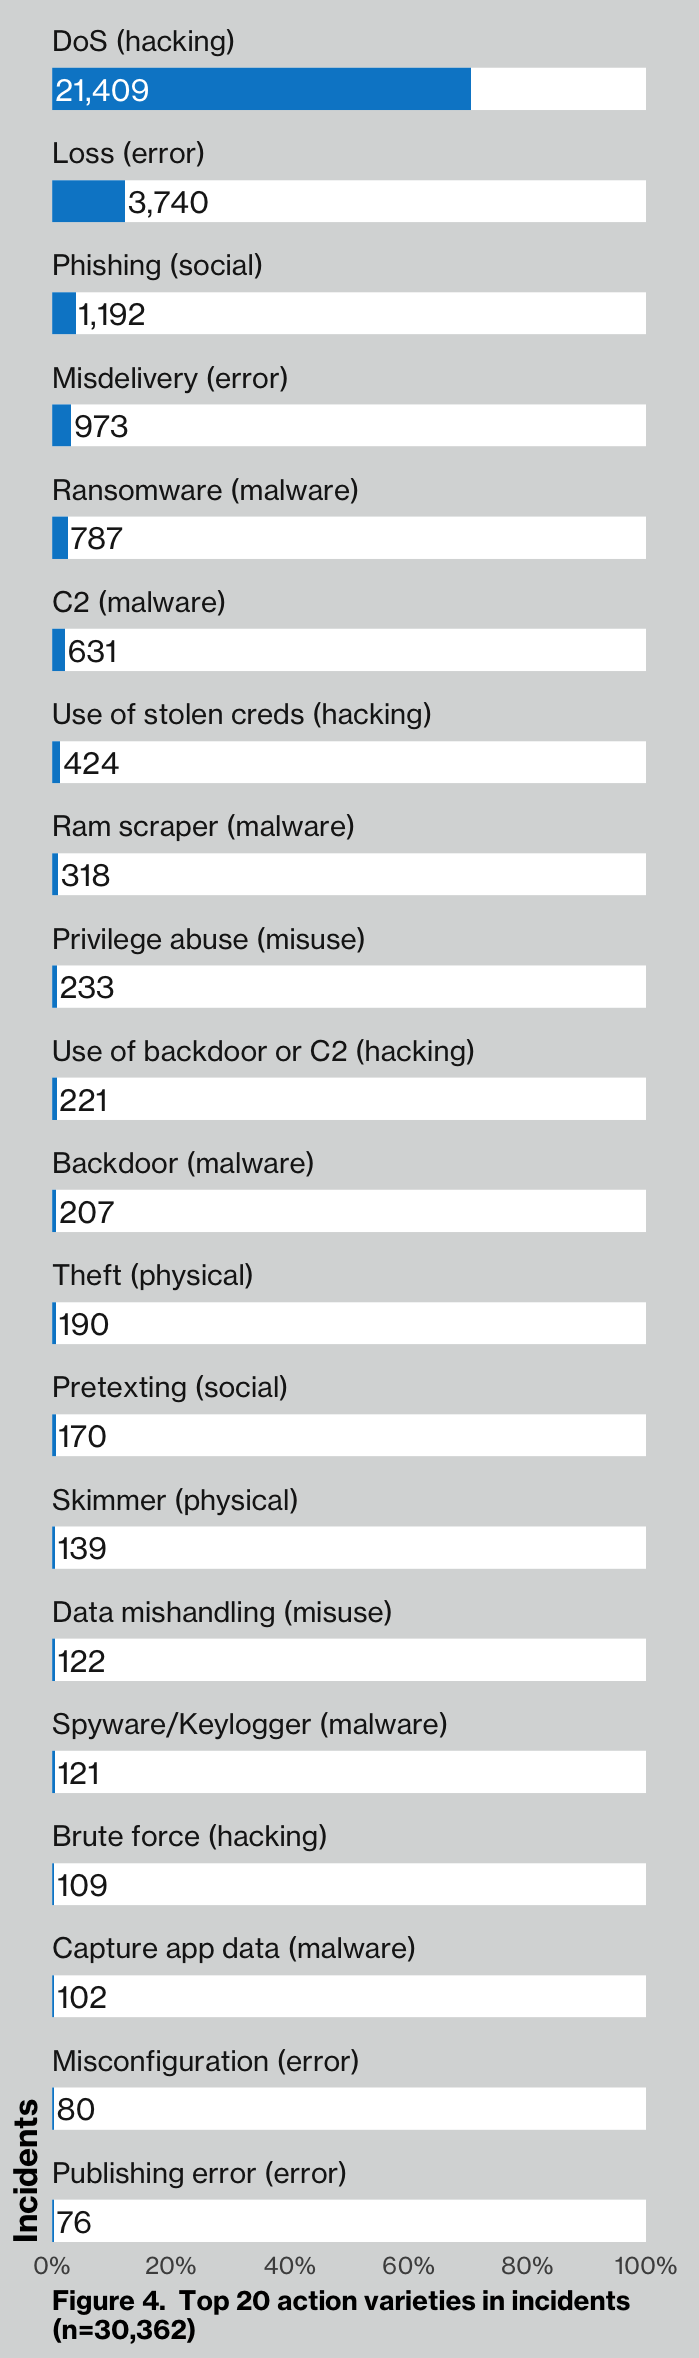 DoS (hacking)
21,409
Loss (error)
3,740
Phishing (social)
1,192
Misdelivery (error)
973
Ransomware (malware)
787
C2 (malware)
631
Use of stolen creds (hacking)
424
Ram scraper (malware)
318
Privilege abuse (misuse)
233
Use of backdoor or C2 (hacking)
221
Backdoor (malware)
207
Theft (physical)
190
Pretexting (social)
170
Skimmer (physical)
139
Data mishandling (misuse)
122
Spyware/Keylogger (malware)
121
Brute force (hacking)
109
Capture app data (malware)
102
Misconfiguration (error)
80
Publishing error (error)
76
Incidents
0% 20% 40% 60% 80% 100%
Figure 4. Top 20 action varieties in incidents
(n=30,362)